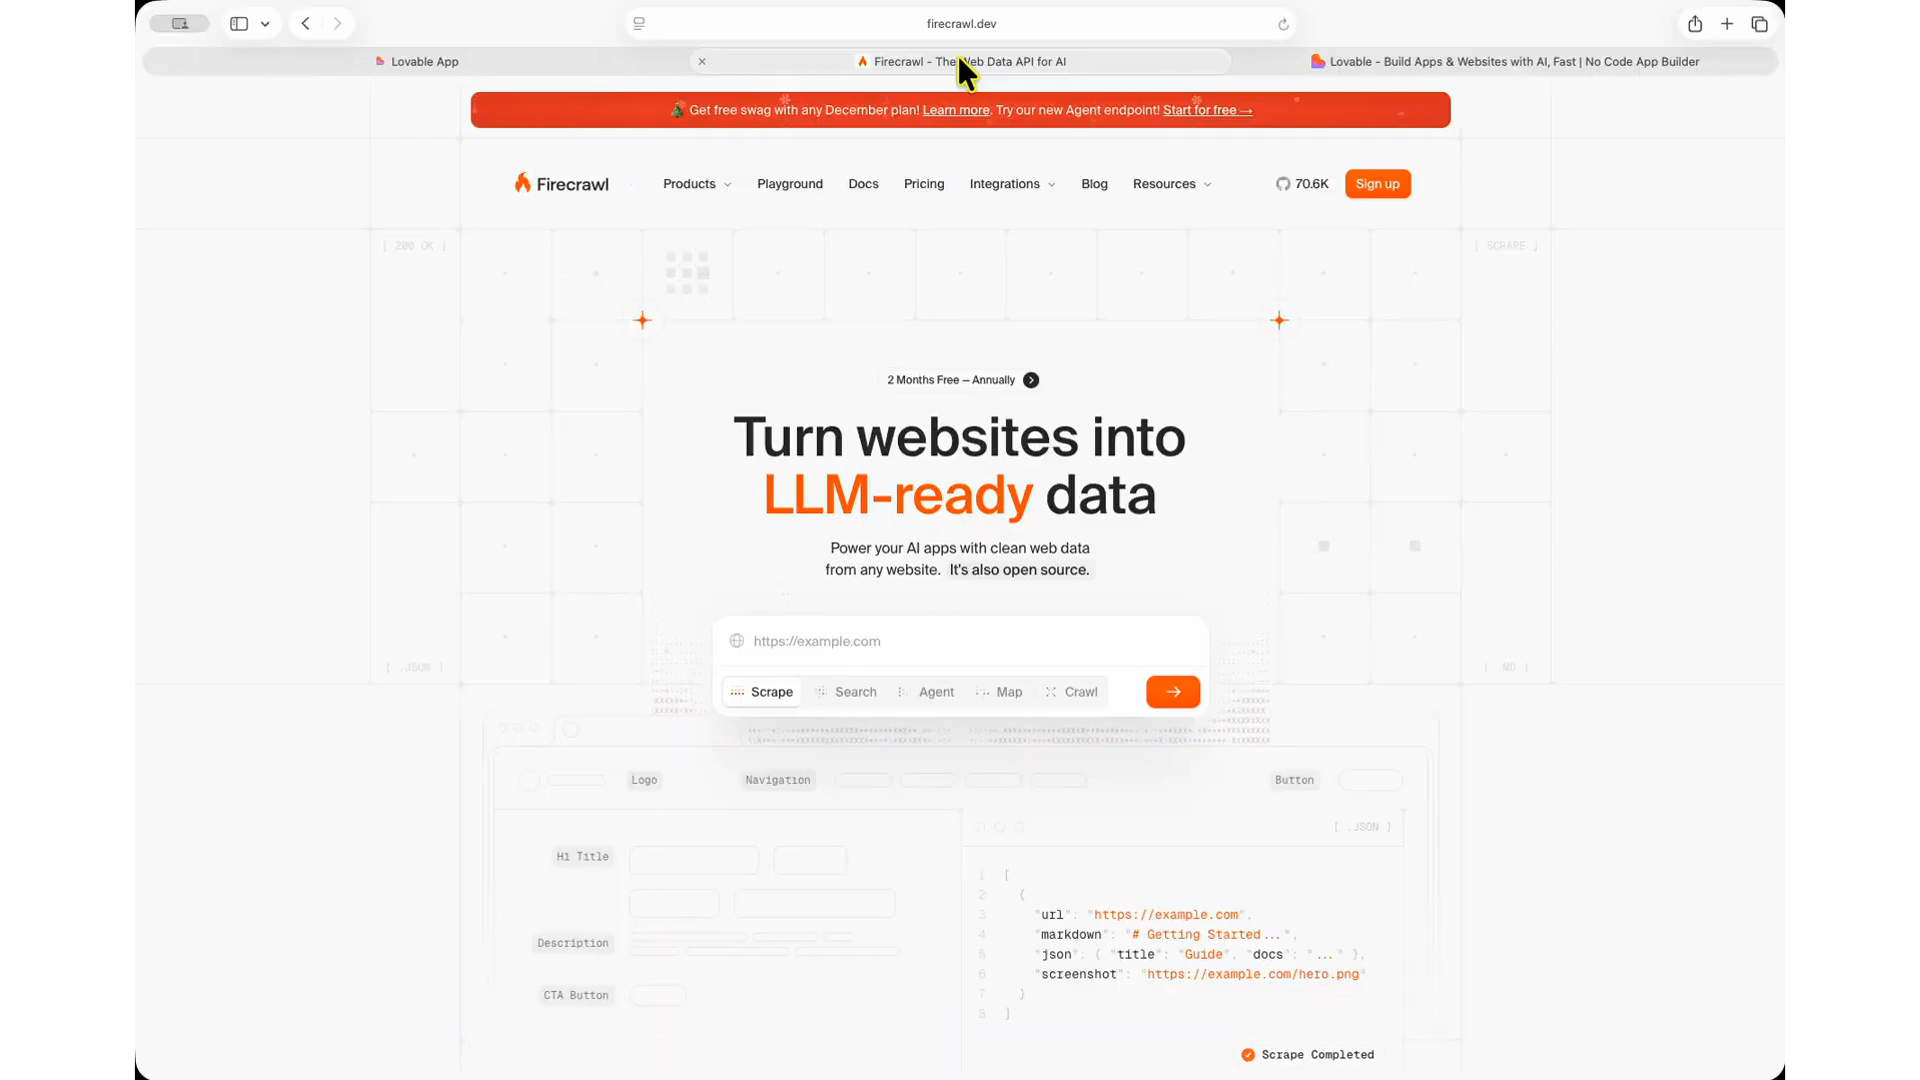 firecrawl.dev
Lovable App
Firecrawl - The Web Data API for AI
Lovable - Build Apps & Websites with AI, Fast | No Code App Builder
Get free swag with any December plan! Learn more. Try our new Agent endpoint! Start for free →
Firecrawl
Products
Playground
Docs
Pricing
Integrations
Blog
Resources
70.6K
Sign up
[ 200 OK ]
[ SCRAPE ]
2 Months Free – Annually
Turn websites into
LLM-ready data
Power your AI apps with clean web data
from any website. It's also open source.
https://example.com
[ .JSON ]
[ MD ]
Scrape
Search
Agent
Map
Crawl
Logo
Navigation
Button
[ .JSON ]
H1 Title
Description
CTA Button
1 [
2 {
3 "url": "https://example.com",
4 "markdown": "# Getting Started...",
5 "json": { "title": "Guide", "docs": "..." },
6 "screenshot": "https://example.com/hero.png"
7 }
8 ]
Scrape Completed